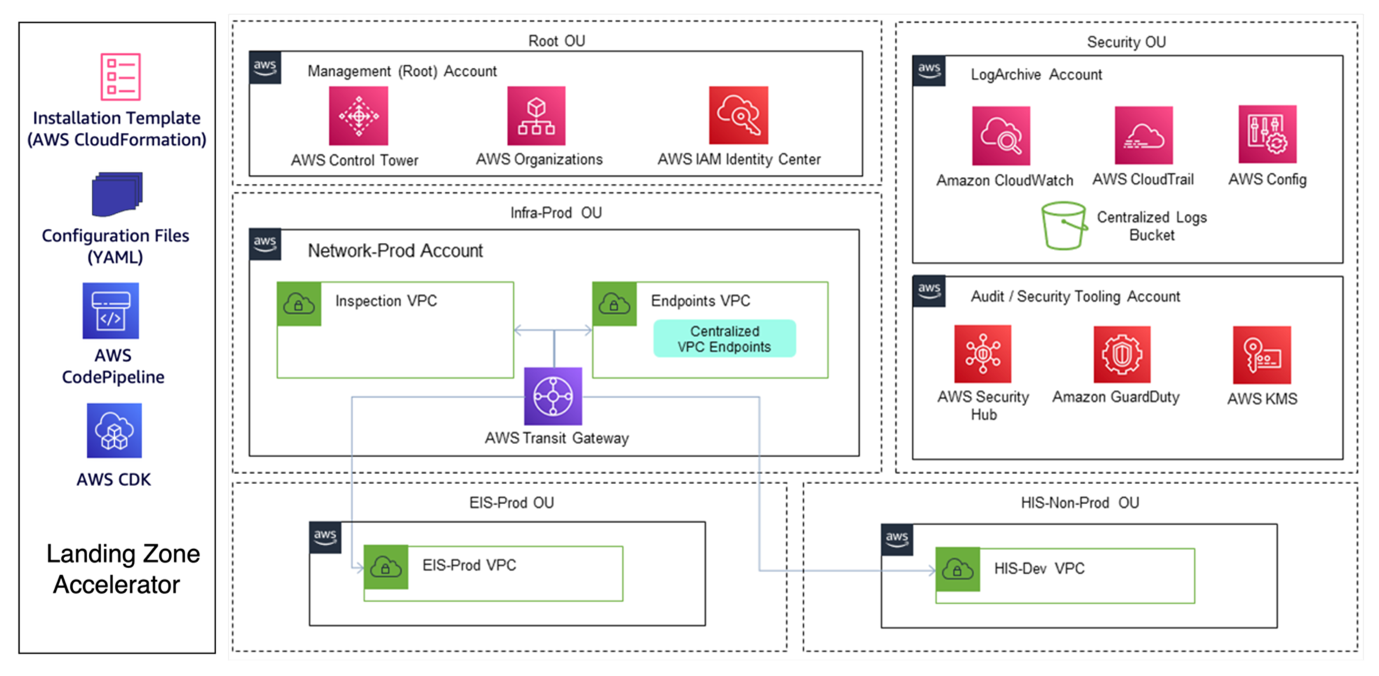 Installation Template
(AWS CloudFormation)
Configuration Files
(YAML)
AWS
CodePipeline
AWS CDK
Landing Zone
Accelerator
Root OU
aws
Management (Root) Account
AWS Control Tower
AWS Organizations
AWS IAM Identity Center
Infra-Prod OU
aws
Network-Prod Account
Inspection VPC
Endpoints VPC
Centralized
VPC Endpoints
AWS Transit Gateway
Security OU
aws
LogArchive Account
Amazon CloudWatch
AWS CloudTrail
AWS Config
Centralized Logs
Bucket
aws
Audit / Security Tooling Account
AWS Security
Hub
Amazon GuardDuty
AWS KMS
EIS-Prod OU
aws
EIS-Prod VPC
HIS-Non-Prod OU
aws
HIS-Dev VPC